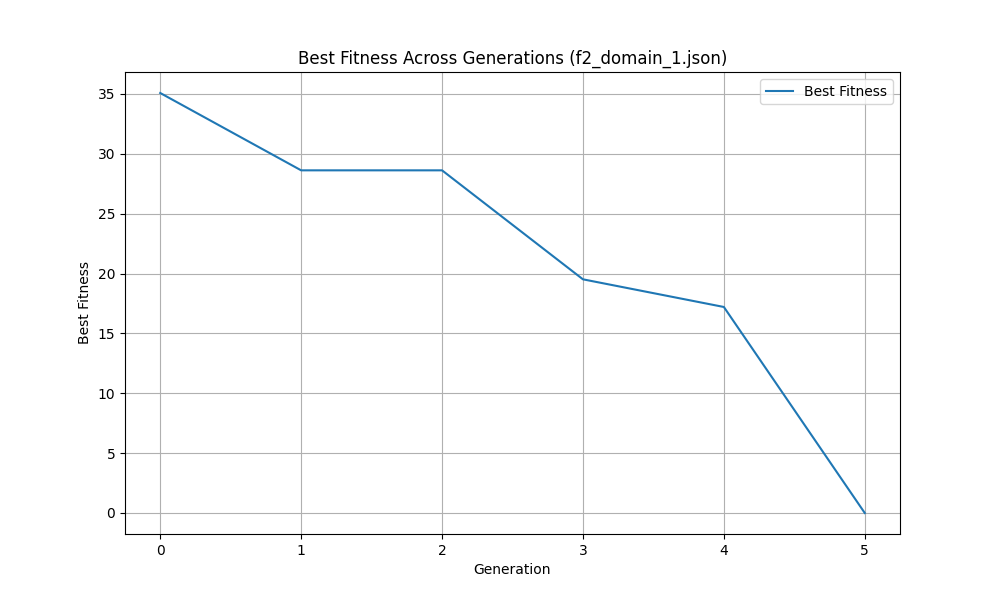 Best Fitness Across Generations (f2_domain_1.json)
Best Fitness
35
30
25
20
15
10
5
0
Best Fitness
0 1 2 3 4 5
Generation